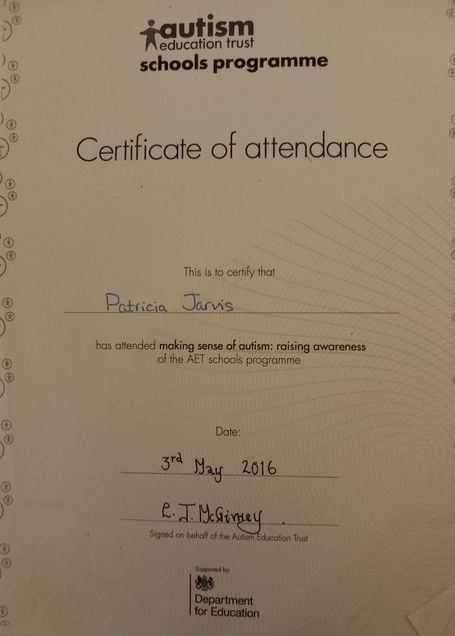 autism
education trust
schools programme
Certificate of attendance
This is to certify that
Patricia Jarvis
has attended making sense of autism: raising awareness
of the AET schools programme
Date:
3rd May 2016
Signed on behalf of the Autism Education Trust
Supported by:
Department
for Education